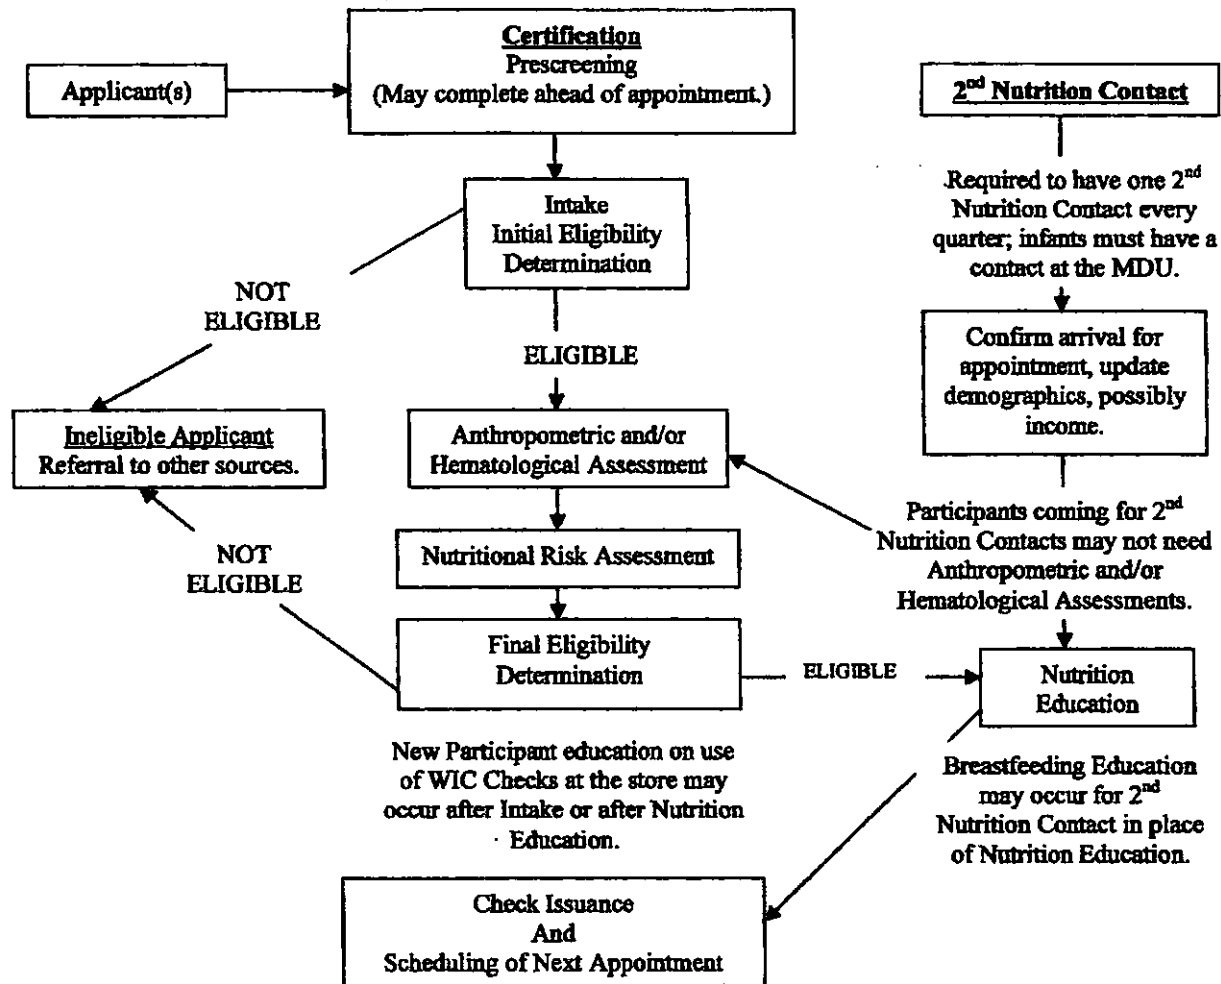 Certification
Prescreening
(May complete ahead of appointment.)
Applicant(s)
2nd Nutrition Contact
Intake
Initial Eligibility
Determination
Required to have one 2nd
Nutrition Contact every
quarter; infants must have a
contact at the MDU.
NOT
ELIGIBLE
ELIGIBLE
Confirm arrival for
appointment, update
demographics, possibly
income.
Ineligible Applicant
Referral to other sources.
Anthropometric and/or
Hematological Assessment
Participants coming for 2nd
Nutrition Contacts may not need
Anthropometric and/or
Hematological Assessments.
Nutritional Risk Assessment
NOT
ELIGIBLE
Final Eligibility
Determination
ELIGIBLE
Nutrition
Education
New Participant education on use
of WIC Checks at the store may
occur after Intake or after Nutrition
Education.
Breastfeeding Education
may occur for 2nd
Nutrition Contact in place
of Nutrition Education.
Check Issuance
And
Scheduling of Next Appointment